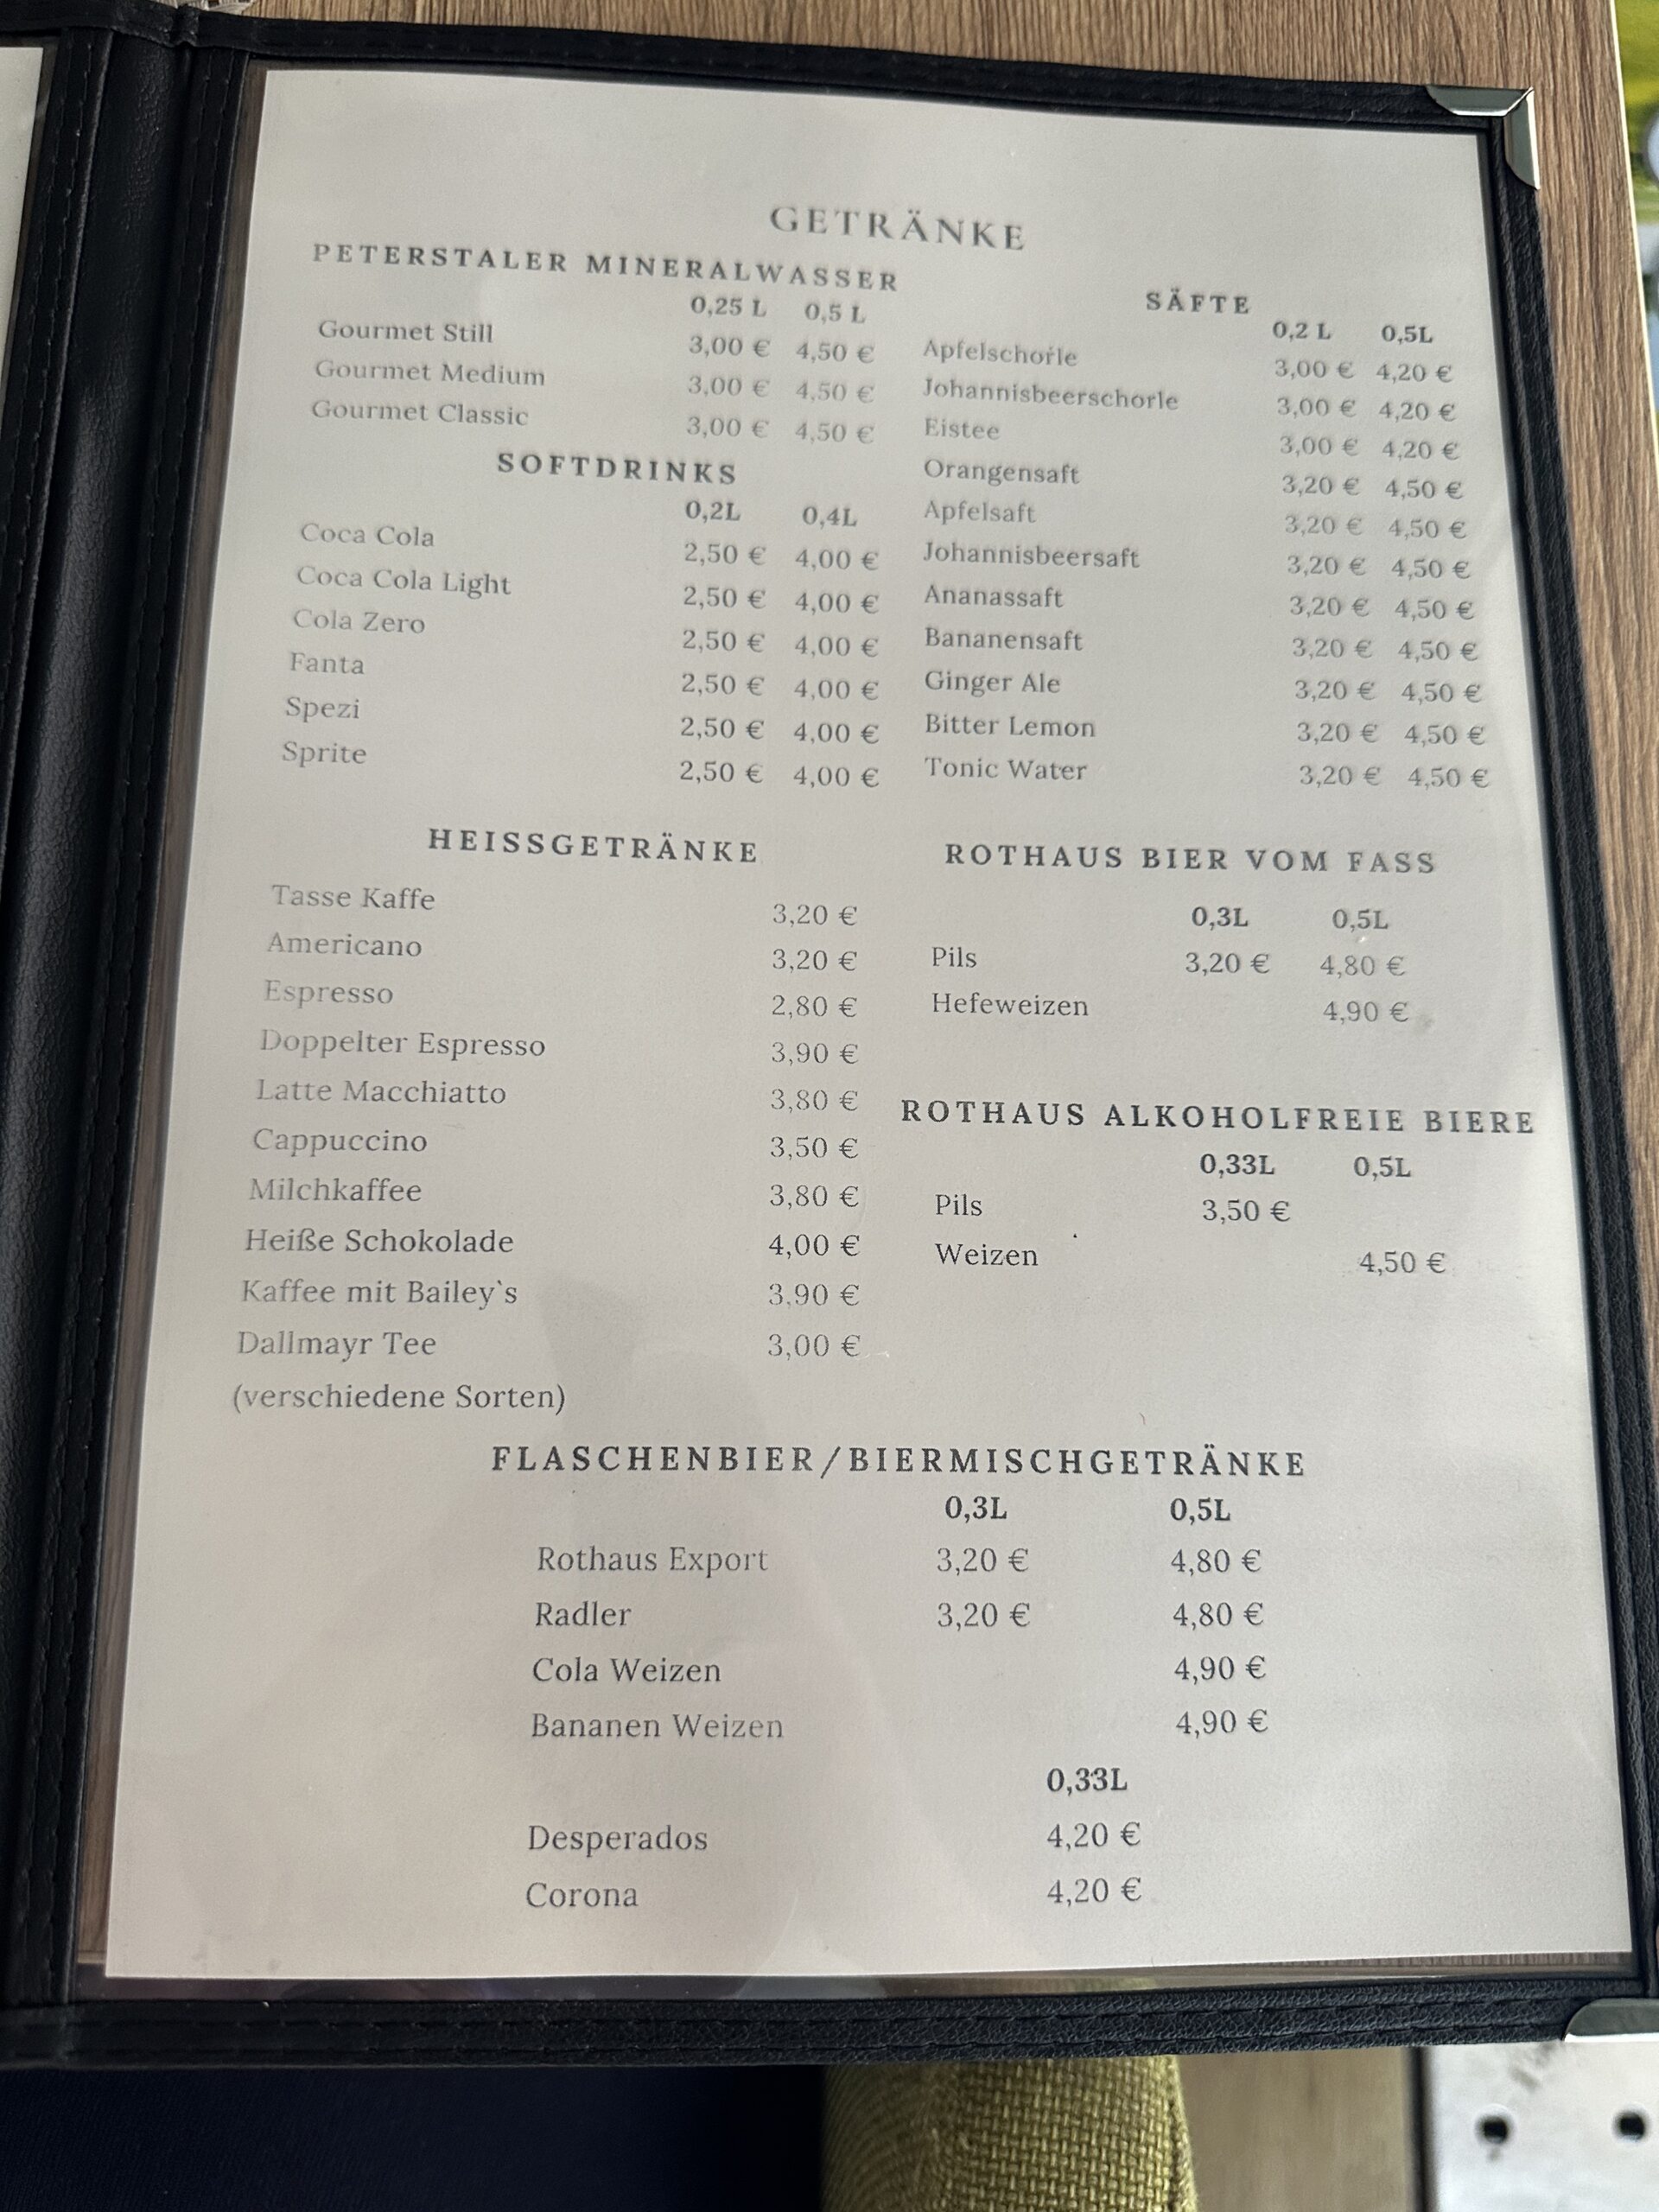 GETRÄNKE
PETERSTALER MINERALWASSER
0,25 L 0,5 L
Gourmet Still 3,00 € 4,50 €
Gourmet Medium 3,00 € 4,50 €
Gourmet Classic 3,00 € 4,50 €
SOFTDRINKS
0,2L 0,4L
Coca Cola 2,50 € 4,00 €
Coca Cola Light 2,50 € 4,00 €
Cola Zero 2,50 € 4,00 €
Fanta 2,50 € 4,00 €
Spezi 2,50 € 4,00 €
Sprite 2,50 € 4,00 €
SÄFTE
0,2 L 0,5L
Apfelschorle 3,00 € 4,20 €
Johannisbeerschorle 3,00 € 4,20 €
Eistee 3,00 € 4,20 €
Orangensaft 3,20 € 4,50 €
Apfelsaft 3,20 € 4,50 €
Johannisbeersaft 3,20 € 4,50 €
Ananassaft 3,20 € 4,50 €
Bananensaft 3,20 € 4,50 €
Ginger Ale 3,20 € 4,50 €
Bitter Lemon 3,20 € 4,50 €
Tonic Water 3,20 € 4,50 €
HEISSGETRÄNKE
Tasse Kaffe 3,20 €
Americano 3,20 €
Espresso 2,80 €
Doppelter Espresso 3,90 €
Latte Macchiatto 3,80 €
Cappuccino 3,50 €
Milchkaffee 3,80 €
Heiße Schokolade 4,00 €
Kaffee mit Bailey`s 3,90 €
Dallmayr Tee 3,00 €
(verschiedene Sorten)
ROTHAUS BIER VOM FASS
0,3L 0,5L
Pils 3,20 € 4,80 €
Hefeweizen 4,90 €
ROTHAUS ALKOHOLFREIE BIERE
0,33L 0,5L
Pils 3,50 €
Weizen 4,50 €
FLASCHENBIER/BIERMISCHGETRÄNKE
0,3L 0,5L
Rothaus Export 3,20 € 4,80 €
Radler 3,20 € 4,80 €
Cola Weizen 4,90 €
Bananen Weizen 4,90 €
0,33L
Desperados 4,20 €
Corona 4,20 €